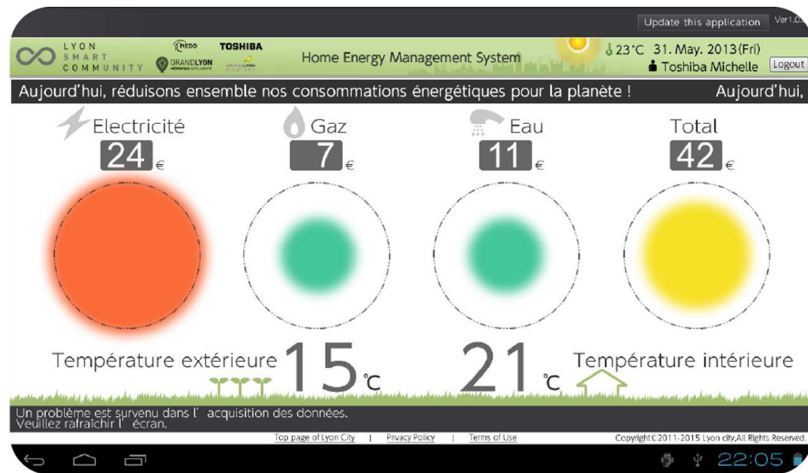 Update this application Ver1.0.
LYON
SMART
COMMUNITY
NEDO TOSHIBA
GRANDLYON
Home Energy Management System
23°C 31. May. 2013(Fri)
Toshiba Michelle Logout
Aujourd'hui, réduisons ensemble nos consommations énergétiques pour la planète ! Aujourd'hui,
Electricité Gaz Eau Total
24 € 7 € 11 € 42 €
Température extérieure 15 °C 21 °C Température intérieure
Un problème est survenu dans l' acquisition des données.
Veuillez rafraîchir l' écran.
Top page of Lyon City | Privacy Policy | Terms of Use Copyright©2011-2015 Lyon city,All Rights Reserved.
22:05